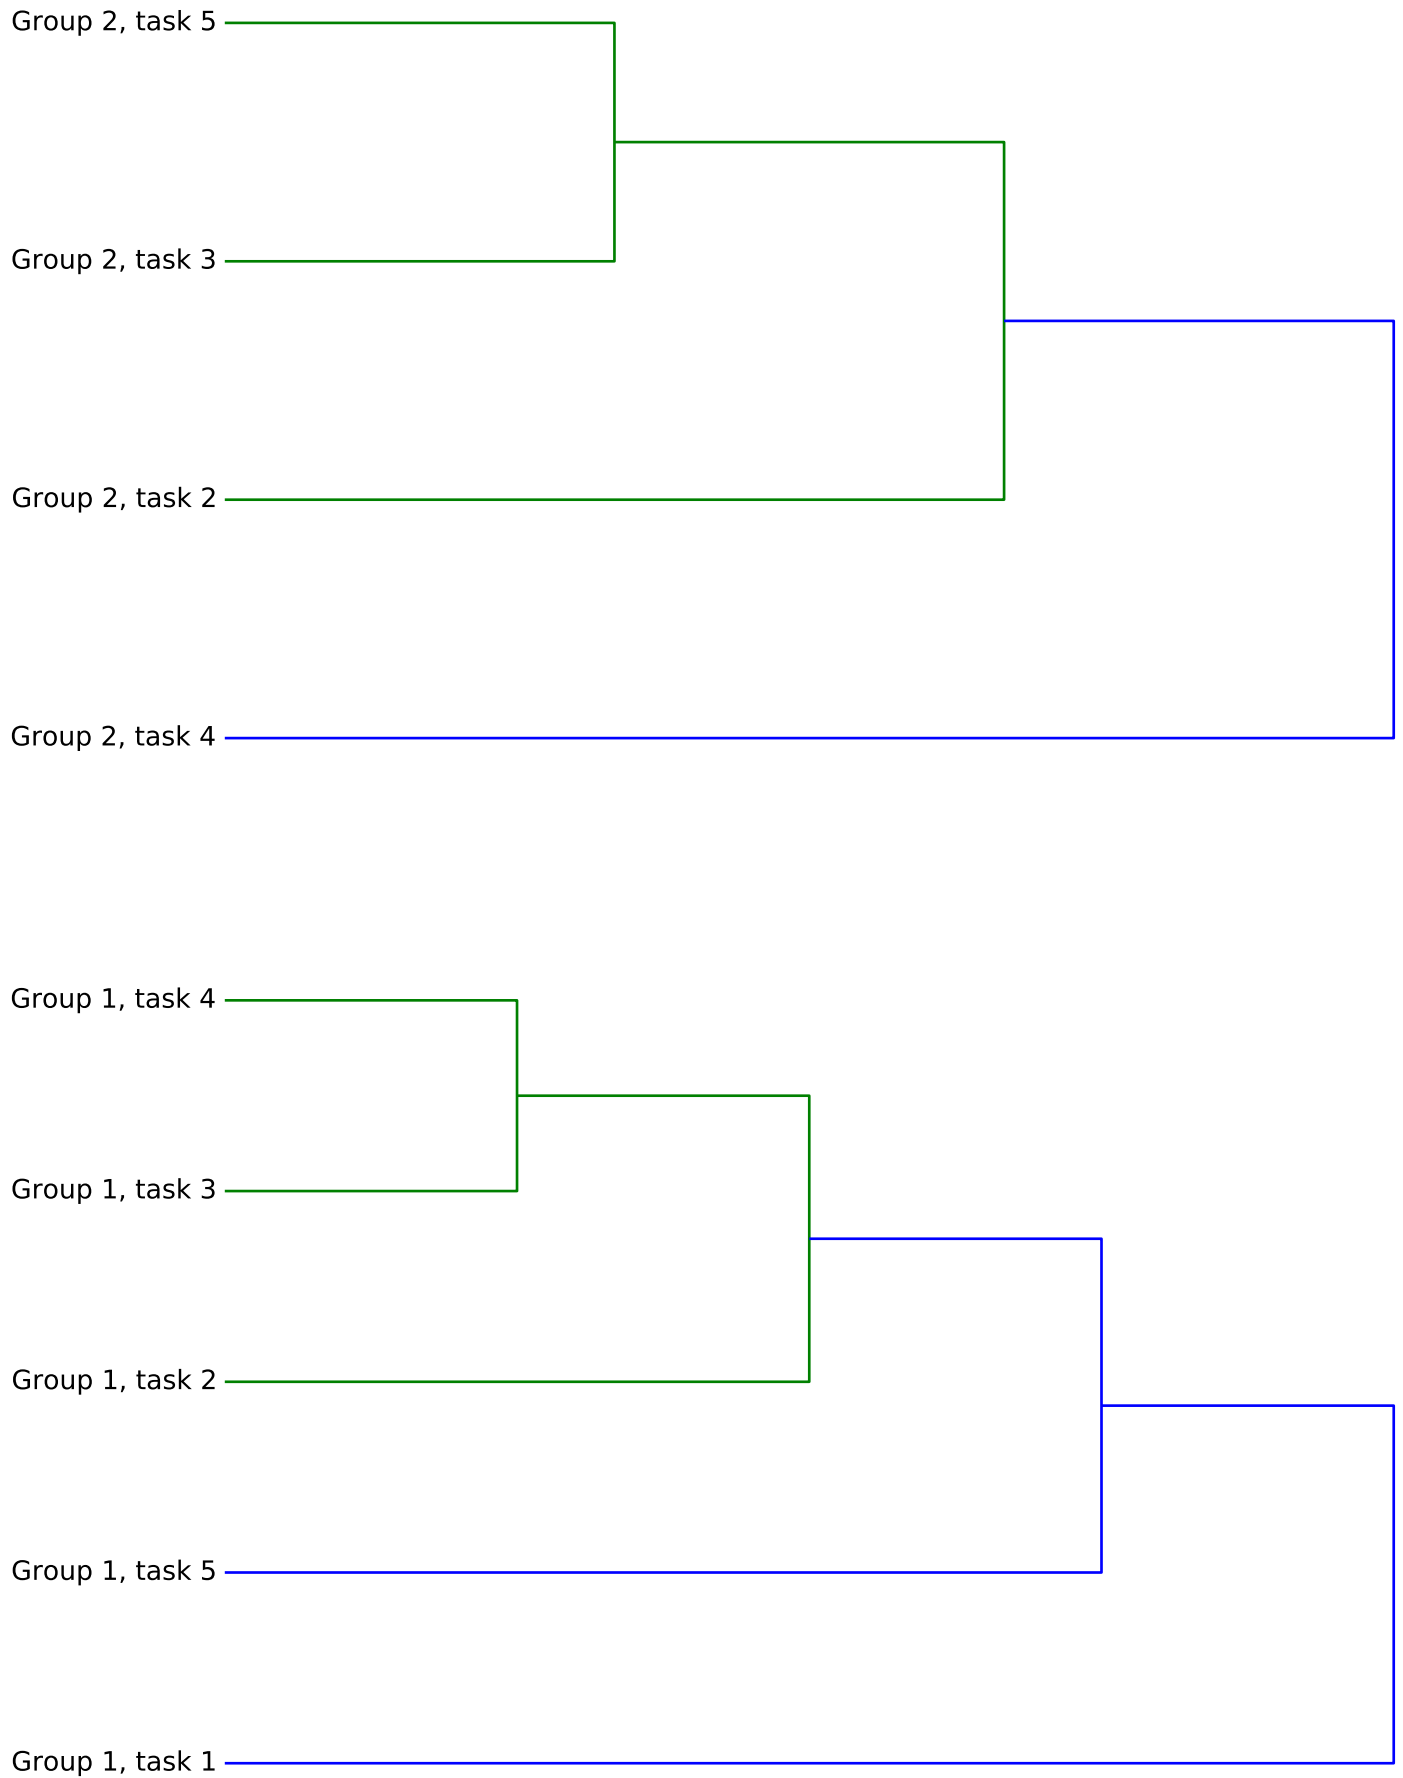 Group 2, task 5
Group 2, task 3
Group 2, task 2
Group 2, task 4
Group 1, task 4
Group 1, task 3
Group 1, task 2
Group 1, task 5
Group 1, task 1